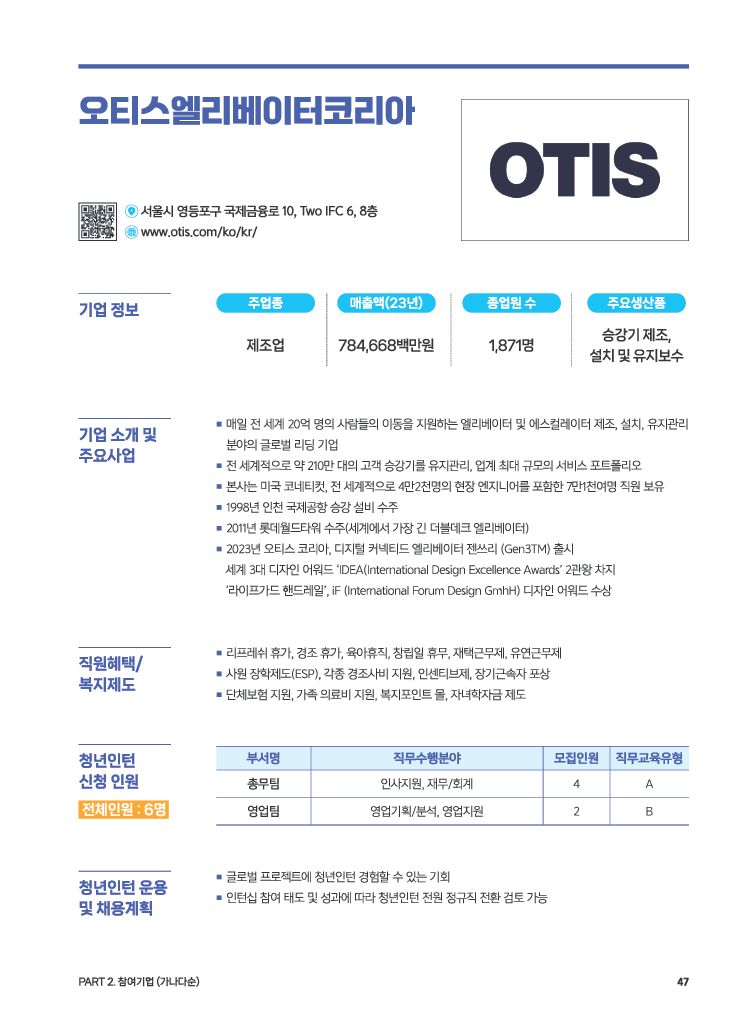 오티스엘리베이터코리아
OTIS
서울시 영등포구 국제금융로 10, Two IFC 6, 8층
www.otis.com/ko/kr/
기업 정보
주업종 매출액(23년) 종업원 수 주요생산품
제조업 784,668백만원 1,871명 승강기 제조,
설치 및 유지보수
기업 소개 및
주요사업
■ 매일 전 세계 20억 명의 사람들의 이동을 지원하는 엘리베이터 및 에스컬레이터 제조, 설치, 유지관리
분야의 글로벌 리딩 기업
■ 전 세계적으로 약 210만 대의 고객 승강기를 유지관리, 업계 최대 규모의 서비스 포트폴리오
■ 본사는 미국 코네티컷, 전 세계적으로 4만2천명의 현장 엔지니어를 포함한 7만1천여명 직원 보유
■ 1998년 인천 국제공항 승강 설비 수주
■ 2011년 롯데월드타워 수주(세계에서 가장 긴 더블데크 엘리베이터)
■ 2023년 오티스 코리아, 디지털 커넥티드 엘리베이터 젠쓰리 (Gen3TM) 출시
세계 3대 디자인 어워드 ‘IDEA(International Design Excellence Awards’ 2관왕 차지
‘라이프가드 핸드레일’, iF (International Forum Design GmhH) 디자인 어워드 수상
직원혜택/
복지제도
■ 리프레쉬 휴가, 경조 휴가, 육아휴직, 창립일 휴무, 재택근무제, 유연근무제
■ 사원 장학제도(ESP), 각종 경조사비 지원, 인센티브제, 장기근속자 포상
■ 단체보험 지원, 가족 의료비 지원, 복지포인트 몰, 자녀학자금 제도
청년인턴
신청 인원
전체인원 : 6명
부서명 직무수행분야 모집인원 직무교육유형
총무팀 인사지원, 재무/회계 4 A
영업팀 영업기획/분석, 영업지원 2 B
청년인턴 운용
및 채용계획
■ 글로벌 프로젝트에 청년인턴 경험할 수 있는 기회
■ 인턴십 참여 태도 및 성과에 따라 청년인턴 전원 정규직 전환 검토 가능
PART 2. 참여기업 (가나다순)
47